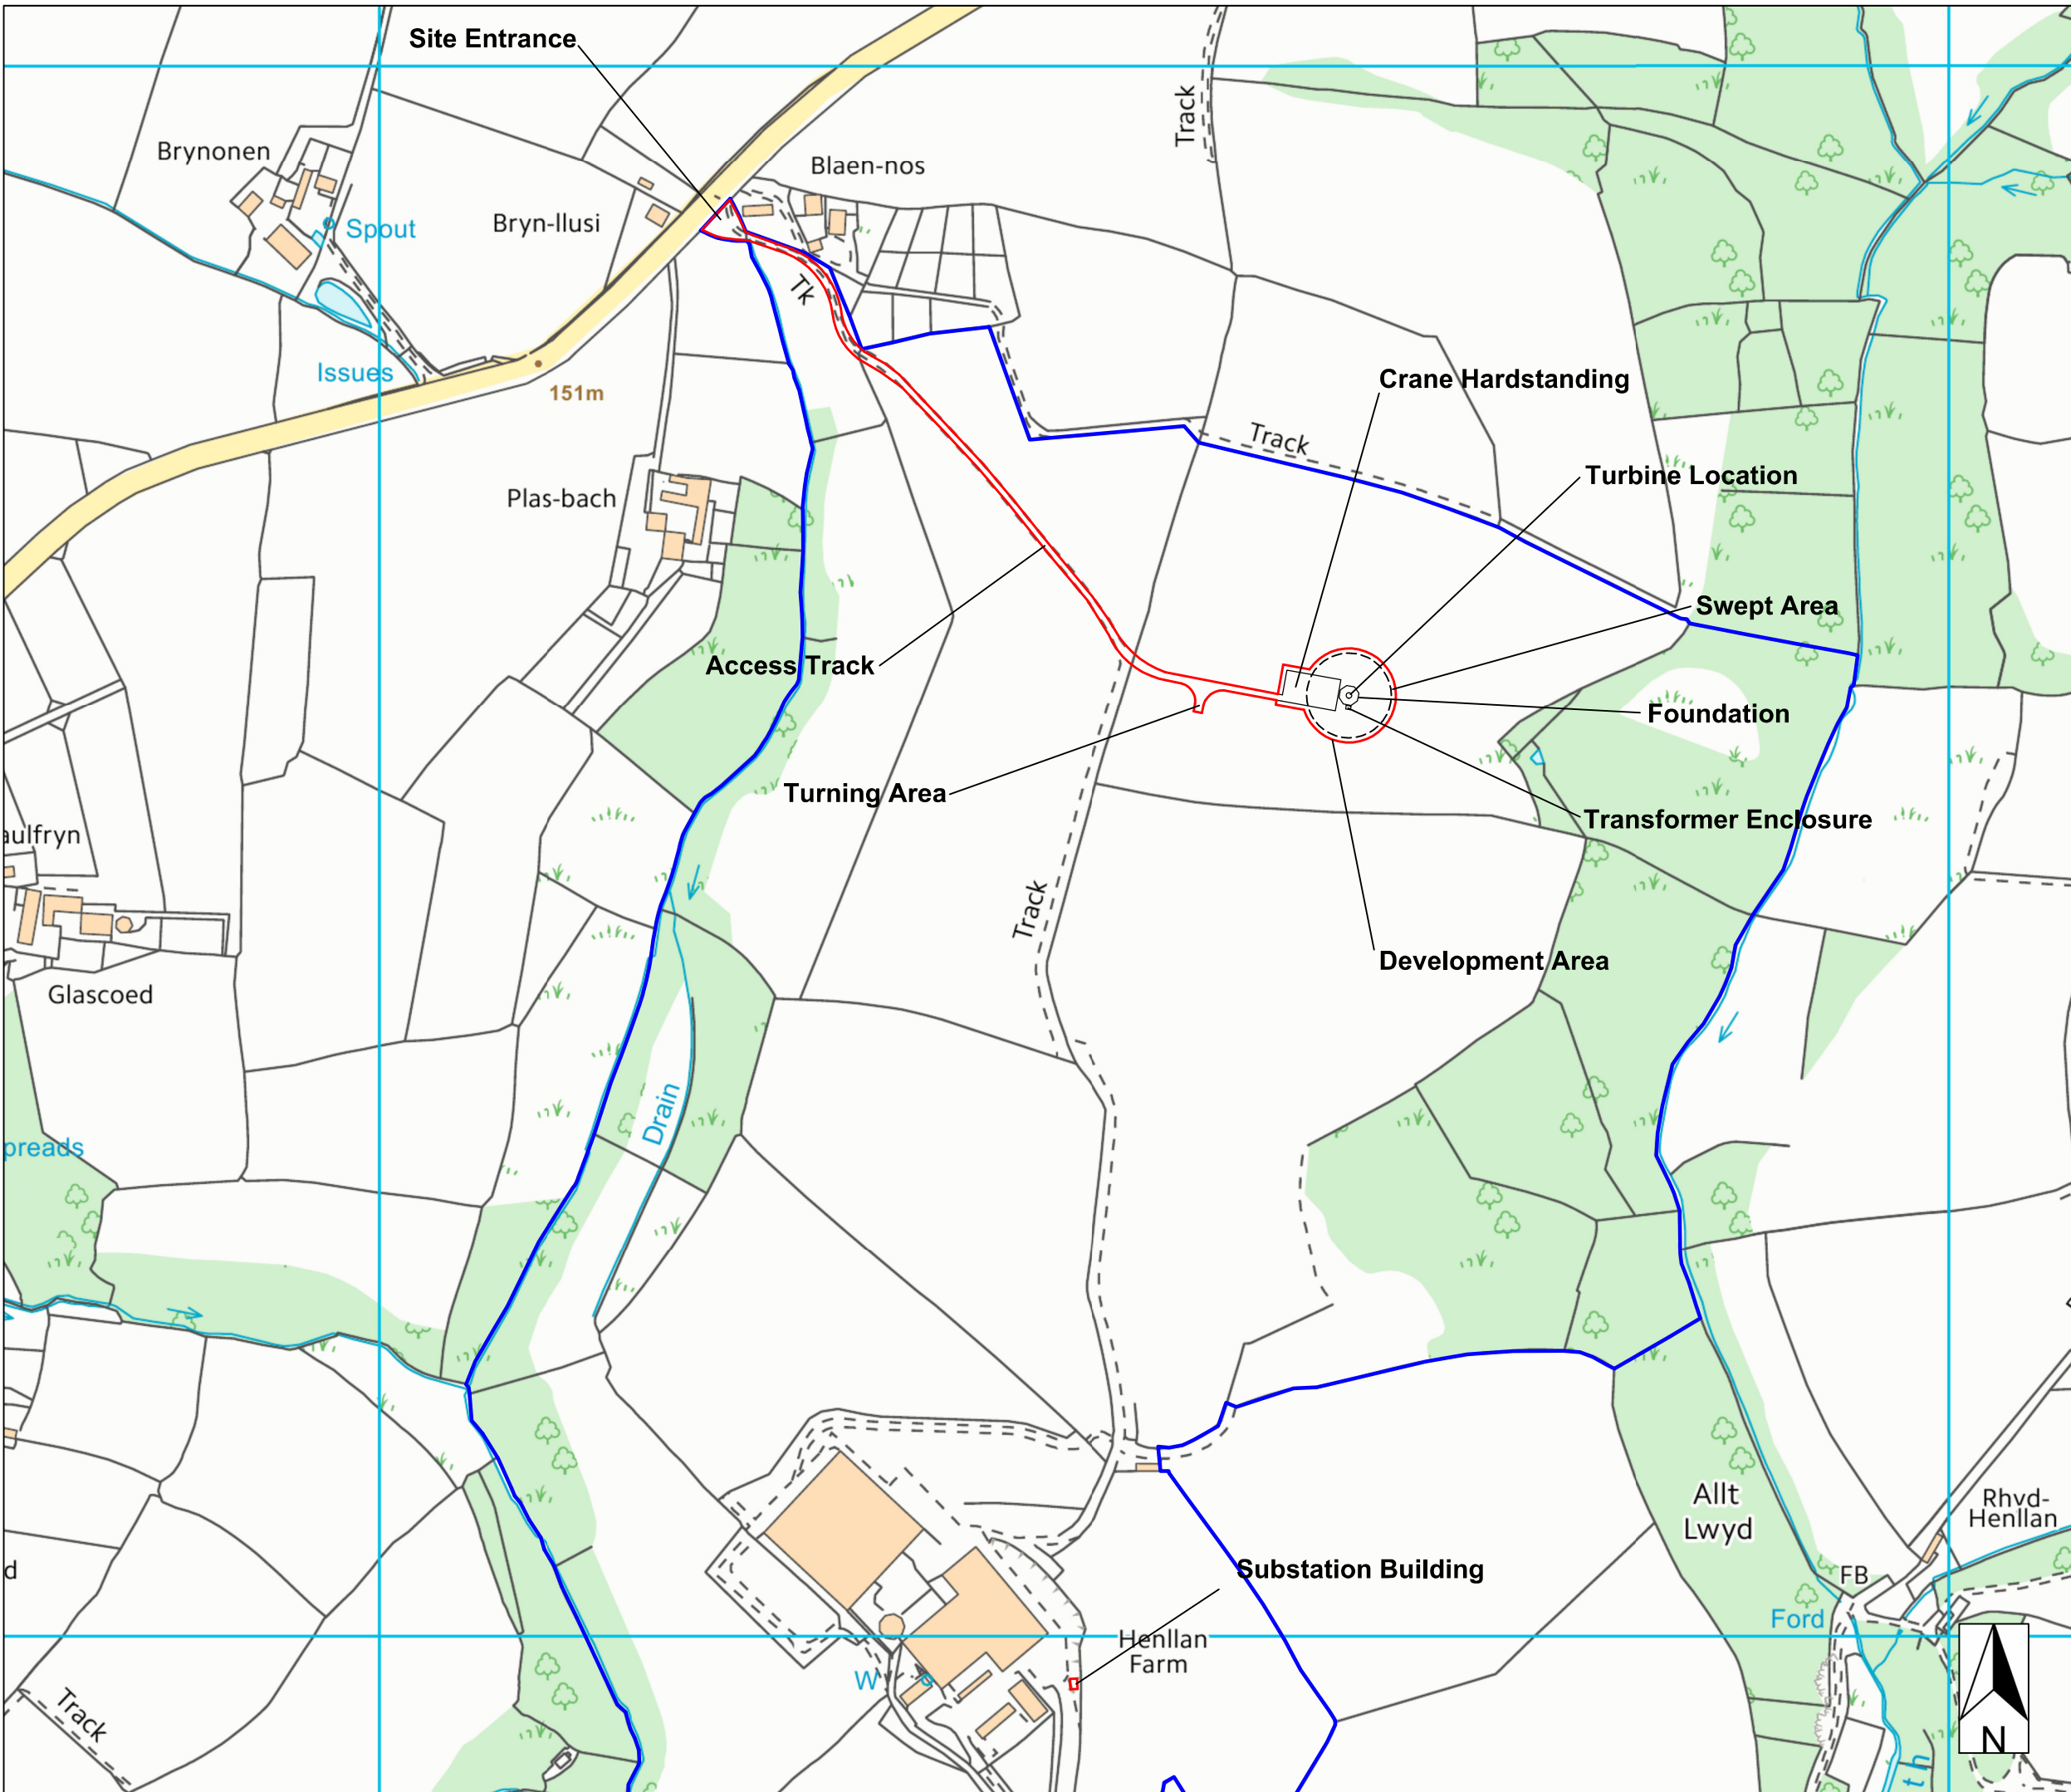 Site Entrance
Track
Brynonen
Blaen-nos
Spout
Bryn-llusi
Tk
Issues
151m
Crane Hardstanding
Track
Turbine Location
Plas-bach
Swept Area
Access Track
Foundation
Turning Area
Transformer Enclosure
aulfryn
Track
Development Area
Glascoed
Drain
preads
Allt
Lwyd
Rhyd-
Henllan
d
Substation Building
FB
Ford
Henllan
Farm
W
Track
N
th